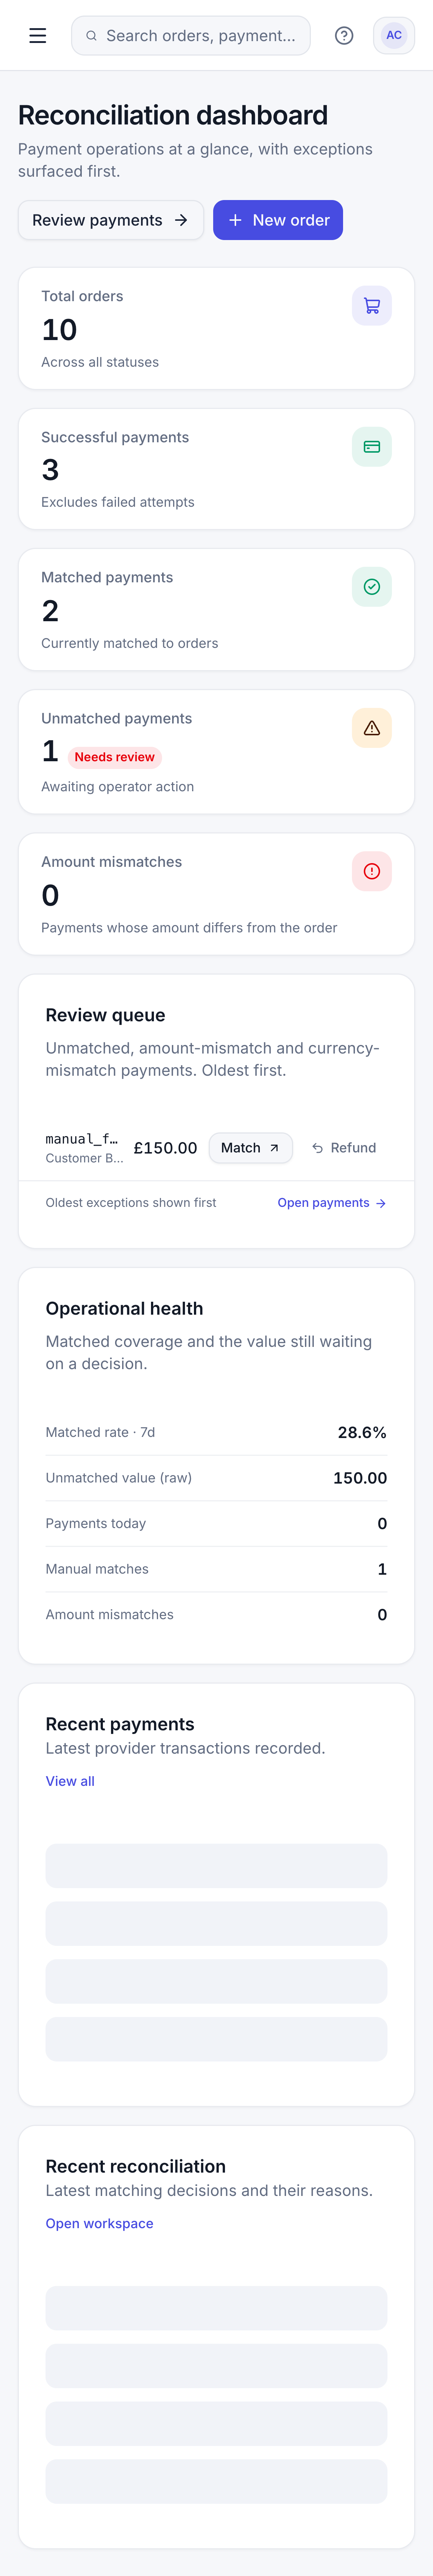 Search orders, payment...
AC
Reconciliation dashboard
Payment operations at a glance, with exceptions
surfaced first.
Review payments
New order
Total orders
10
Across all statuses
Successful payments
3
Excludes failed attempts
Matched payments
2
Currently matched to orders
Unmatched payments
1 Needs review
Awaiting operator action
Amount mismatches
0
Payments whose amount differs from the order
Review queue
Unmatched, amount-mismatch and currency-
mismatch payments. Oldest first.
manual_f…
Customer B...
£150.00
Match
Refund
Oldest exceptions shown first
Open payments
Operational health
Matched coverage and the value still waiting
on a decision.
Matched rate · 7d 28.6%
Unmatched value (raw) 150.00
Payments today 0
Manual matches 1
Amount mismatches 0
Recent payments
Latest provider transactions recorded.
View all
Recent reconciliation
Latest matching decisions and their reasons.
Open workspace